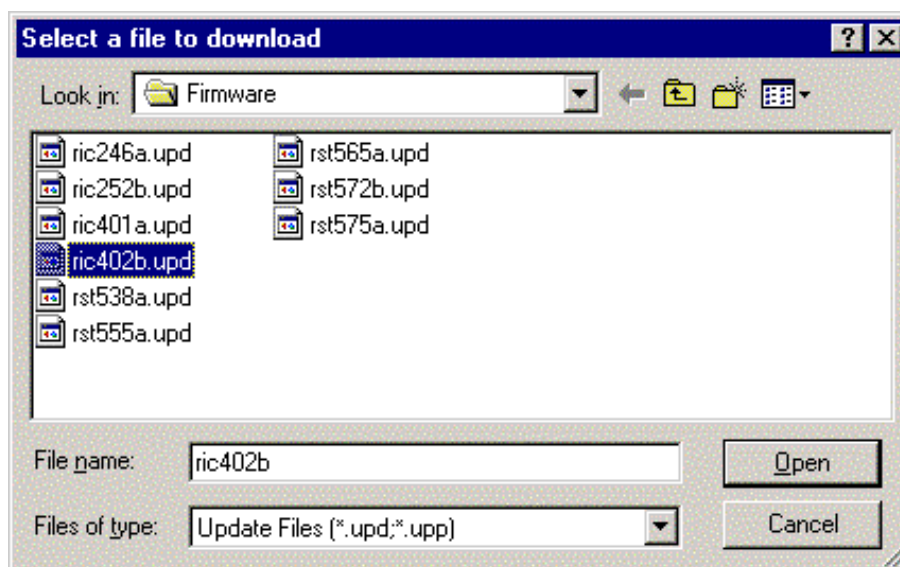 Select a file to download
Look in: Firmware
ric246a.upd
ric252b.upd
ric401a.upd
ric402b.upd
rst538a.upd
rst555a.upd
rst565a.upd
rst572b.upd
rst575a.upd
File name: ric402b
Open
Files of type: Update Files (*.upd;*.upp)
Cancel